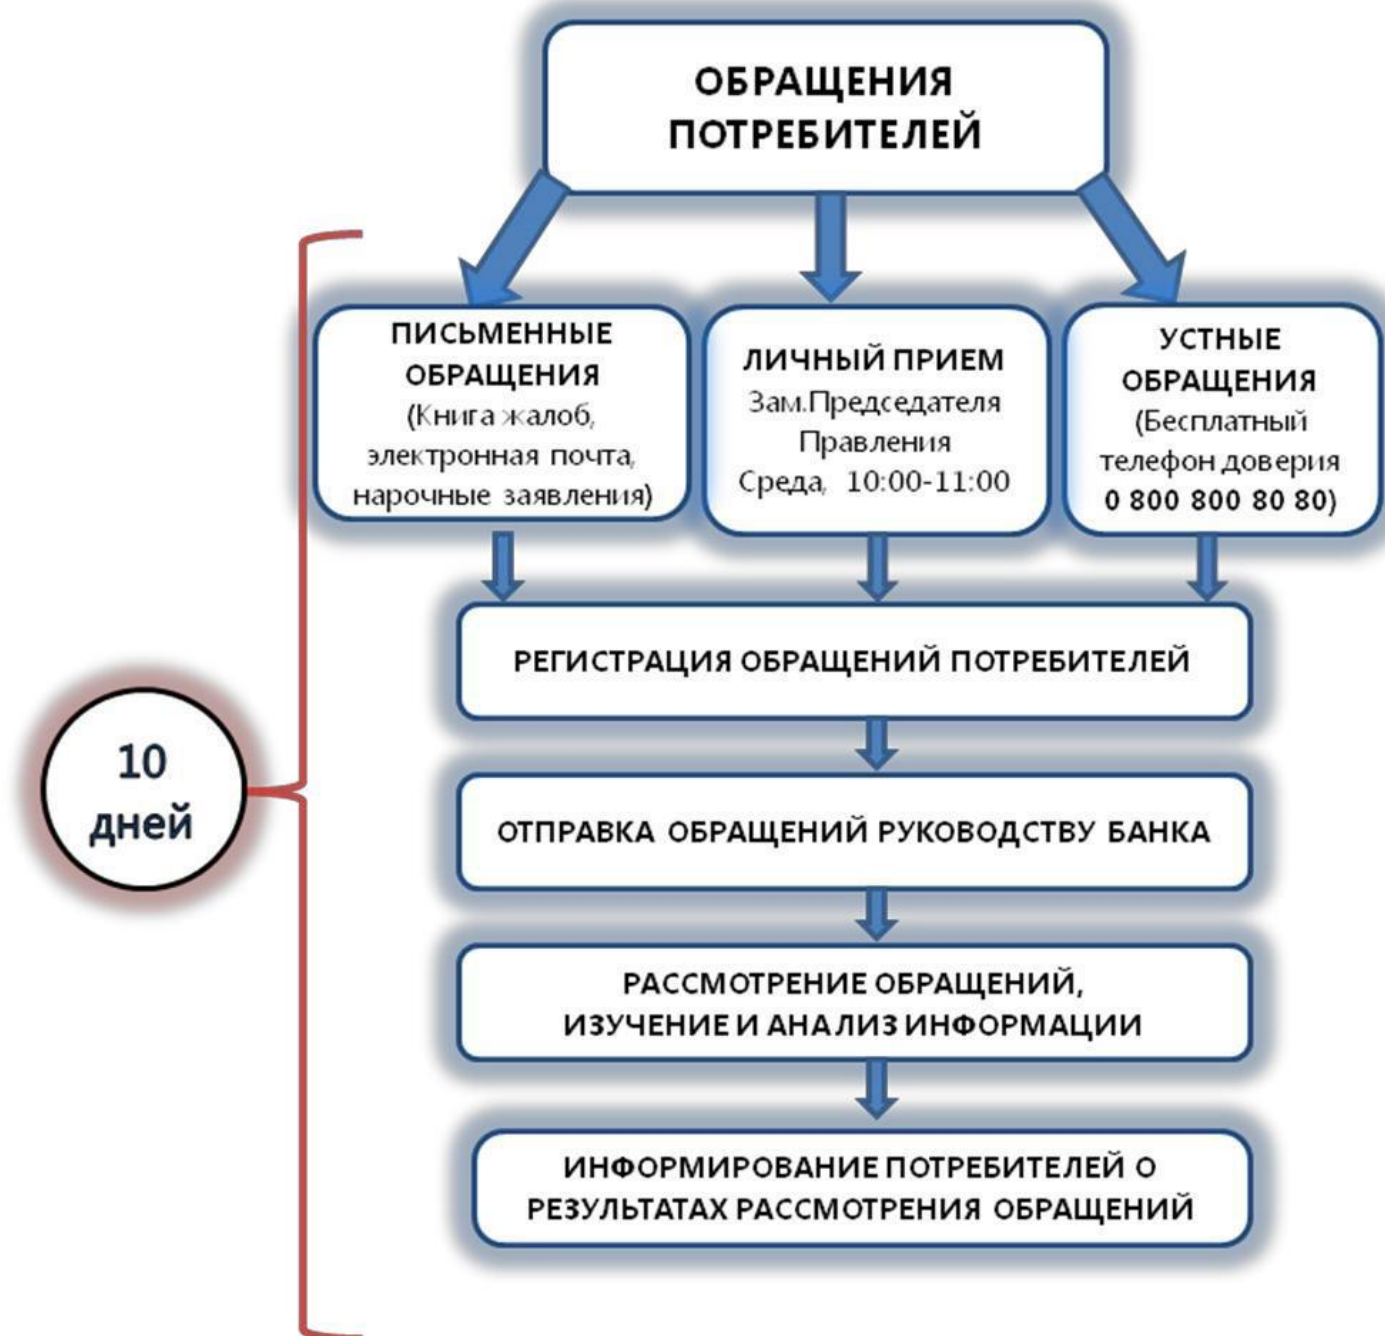 ОБРАЩЕНИЯ
ПОТРЕБИТЕЛЕЙ
ПИСЬМЕННЫЕ
ОБРАЩЕНИЯ
(Книга жалоб,
электронная почта,
нарочные заявления)
ЛИЧНЫЙ ПРИЕМ
Зам.Председателя
Правления
Среда, 10:00-11:00
УСТНЫЕ
ОБРАЩЕНИЯ
(Бесплатный
телефон доверия
0 800 800 80 80)
РЕГИСТРАЦИЯ ОБРАЩЕНИЙ ПОТРЕБИТЕЛЕЙ
10
дней
ОТПРАВКА ОБРАЩЕНИЙ РУКОВОДСТВУ БАНКА
РАССМОТРЕНИЕ ОБРАЩЕНИЙ,
ИЗУЧЕНИЕ И АНАЛИЗ ИНФОРМАЦИИ
ИНФОРМИРОВАНИЕ ПОТРЕБИТЕЛЕЙ О
РЕЗУЛЬТАТАХ РАССМОТРЕНИЯ ОБРАЩЕНИЙ